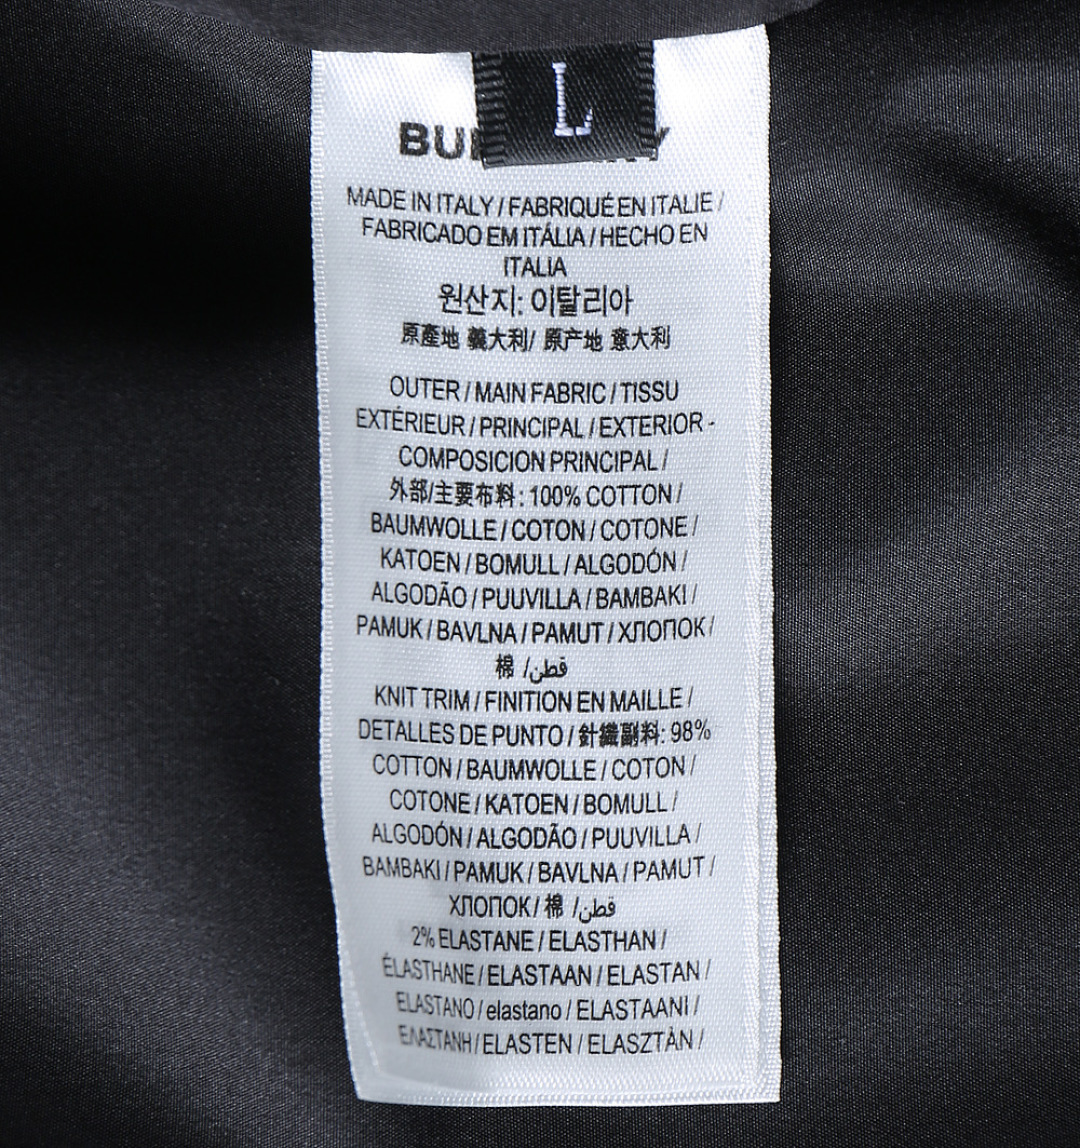 L
MADE IN ITALY / FABRIQUÉ EN ITALIE /
FABRICADO EM ITÁLIA / HECHO EN
ITALIA
원산지: 이탈리아
原產地 義大利/ 原产地 意大利
OUTER / MAIN FABRIC / TISSU
EXTÉRIEUR / PRINCIPAL / EXTERIOR -
COMPOSICION PRINCIPAL /
外部/主要布料: 100% COTTON /
BAUMWOLLE / COTON / COTONE /
KATOEN / BOMULL / ALGODÓN /
ALGODÃO / PUUVILLA / BAMBAKI /
PAMUK / BAVLNA / PAMUT / ХЛОПОК /
棉 /قطن/
KNIT TRIM / FINITION EN MAILLE /
DETALLES DE PUNTO / 針織副料: 98%
COTTON / BAUMWOLLE / COTON /
COTONE / KATOEN / BOMULL /
ALGODÓN / ALGODÃO / PUUVILLA /
BAMBAKI / PAMUK / BAVLNA / PAMUT /
ХЛОПОК / 棉 /قطن/
2% ELASTANE / ELASTHAN /
ÉLASTHANE / ELASTAAN / ELASTAN /
ELASTANO / elastano / ELASTAANI /
ΕΛΑΣΤΑΝΗ / ELASTEN / ELASZTÀN /